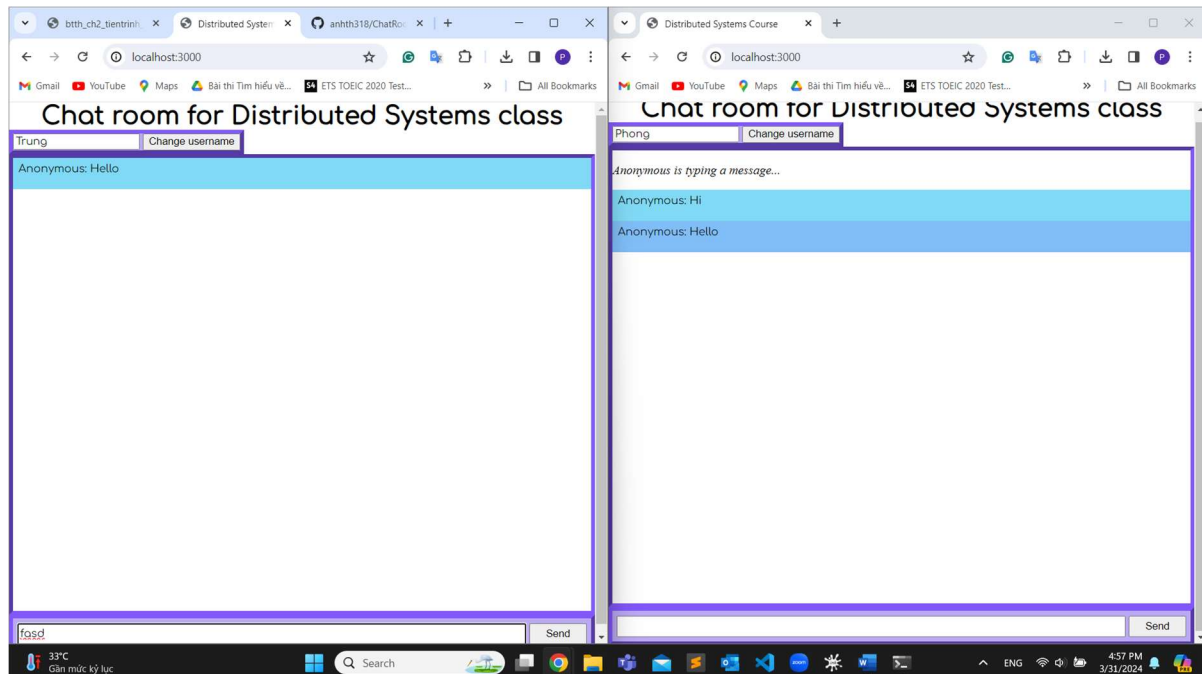 btth_ch2_tientrinh_
Distributed System
anhth318/ChatRo
localhost:3000
Gmail YouTube Maps Bài thi Tìm hiểu về... ETS TOEIC 2020 Test... » All Bookmarks
Chat room for Distributed Systems class
Trung Change username
Anonymous: Hello
fasd Send
Distributed Systems Course
localhost:3000
Gmail YouTube Maps Bài thi Tìm hiểu về... ETS TOEIC 2020 Test... » All Bookmarks
Chat room for Distributed Systems class
Phong Change username
Anonymous is typing a message...
Anonymous: Hi
Anonymous: Hello
Send
33°C
Gần mức kỷ lục
Search
zoom
ENG
4:57 PM
3/31/2024
PRE